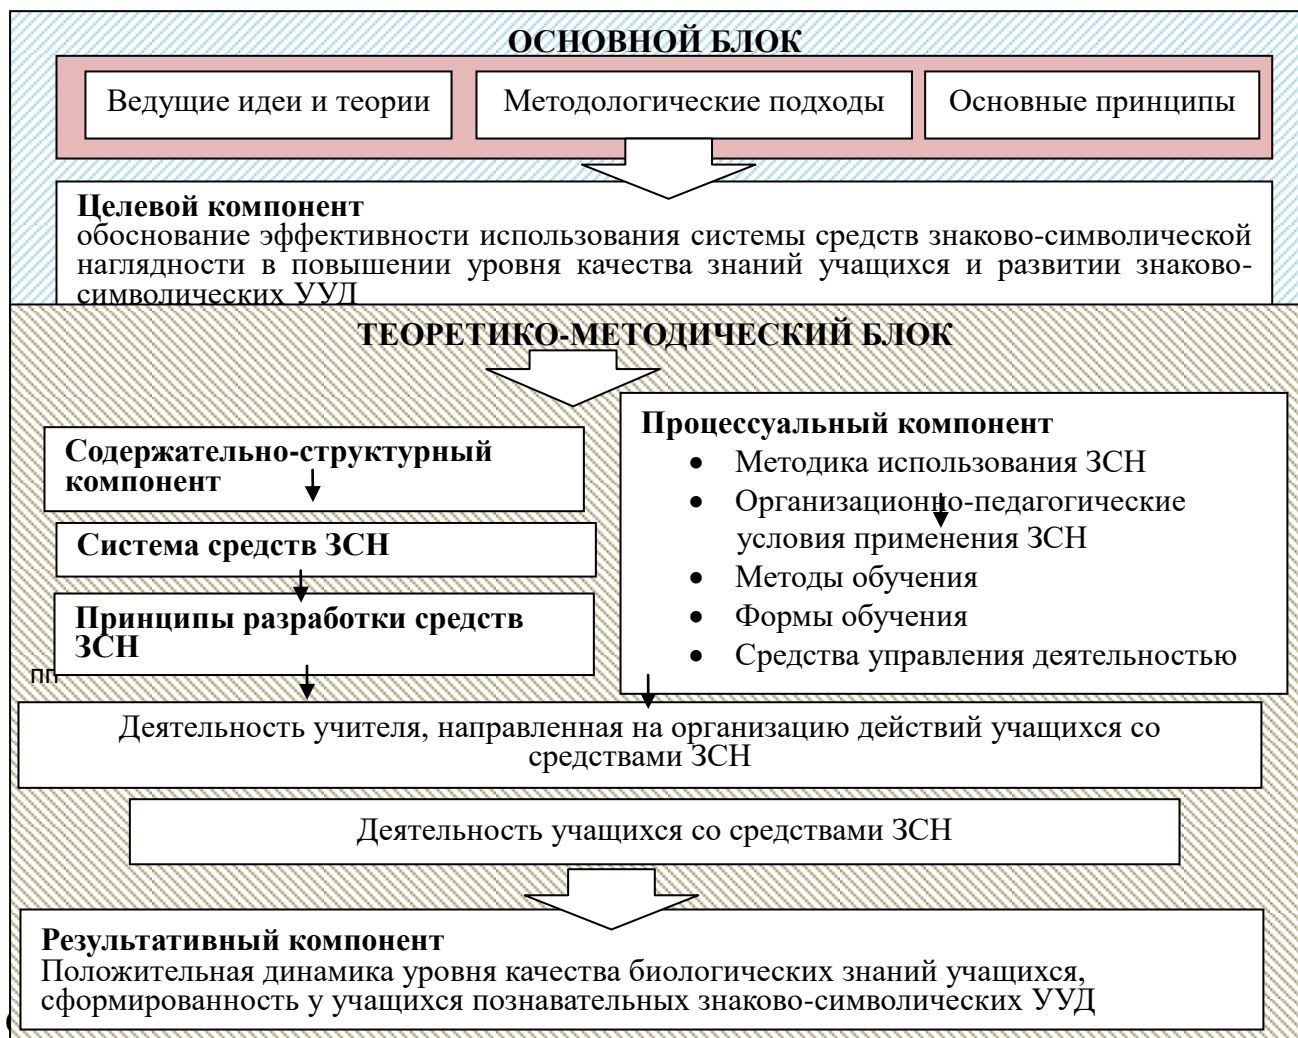 ОСНОВНОЙ БЛОК
Ведущие идеи и теории
Методологические подходы
Основные принципы
Целевой компонент
обоснование эффективности использования системы средств знаково-символической
наглядности в повышении уровня качества знаний учащихся и развитии знаково-
символических УУД
ТЕОРЕТИКО-МЕТОДИЧЕСКИЙ БЛОК
Содержательно-структурный
компонент
Система средств ЗСН
Принципы разработки средств
ЗСН
пп
Процессуальный компонент
• Методика использования ЗСН
• Организационно-педагогические
условия применения ЗСН
• Методы обучения
• Формы обучения
• Средства управления деятельностью
Деятельность учителя, направленная на организацию действий учащихся со
средствами ЗСН
Деятельность учащихся со средствами ЗСН
Результативный компонент
Положительная динамика уровня качества биологических знаний учащихся,
сформированность у учащихся познавательных знаково-символических УУД